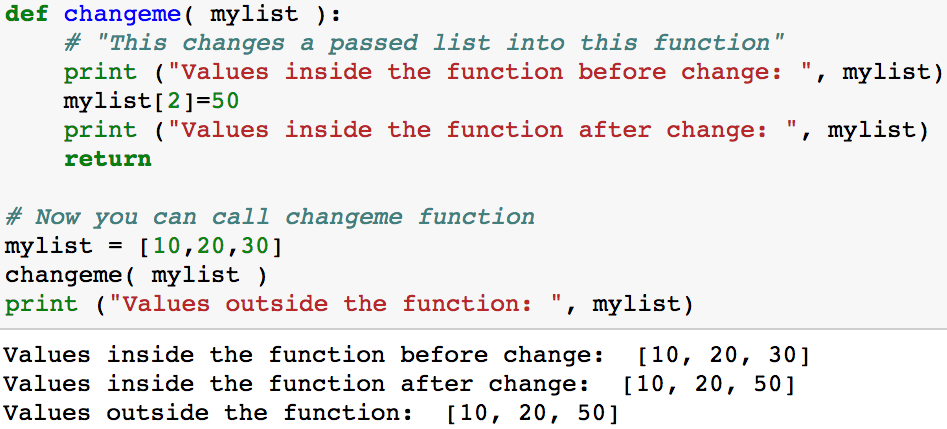 def changeme( mylist ):
    # "This changes a passed list into this function"
    print ("Values inside the function before change: ", mylist)
    mylist[2]=50
    print ("Values inside the function after change: ", mylist)
    return
# Now you can call changeme function
mylist = [10,20,30]
changeme( mylist )
print ("Values outside the function: ", mylist)
Values inside the function before change:  [10, 20, 30]
Values inside the function after change:  [10, 20, 50]
Values outside the function:  [10, 20, 50]